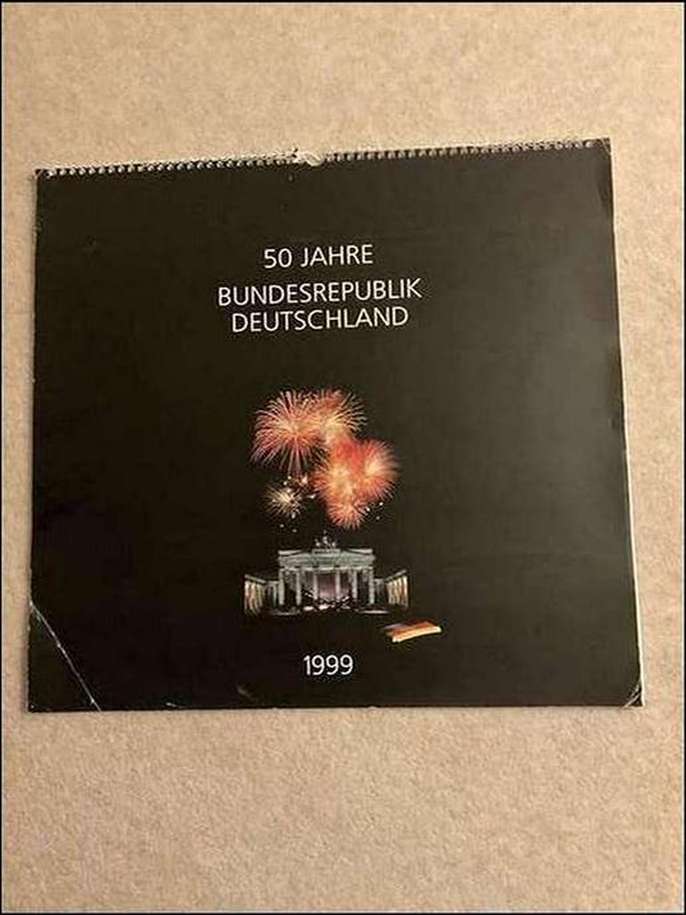 50 JAHRE
BUNDESREPUBLIK
DEUTSCHLAND
1999